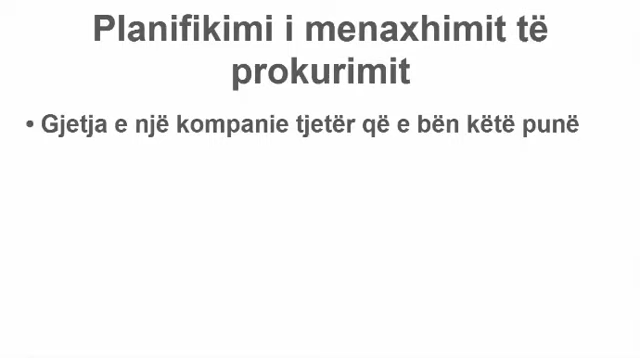 Planifikimi i menaxhimit të
prokurimit
• Gjetja e një kompanie tjetër që e bën këtë punë